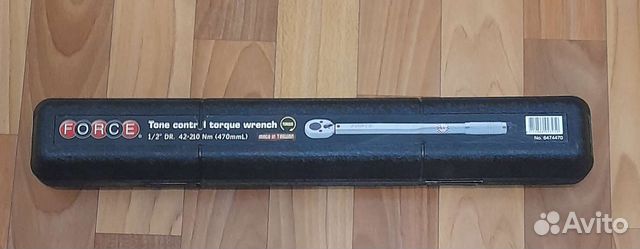 FORCE®
Tone control torque wrench
1/2" DR. 42-210 Nm (470mmL) MADE IN TAIWAN
No. 6474470
Avito